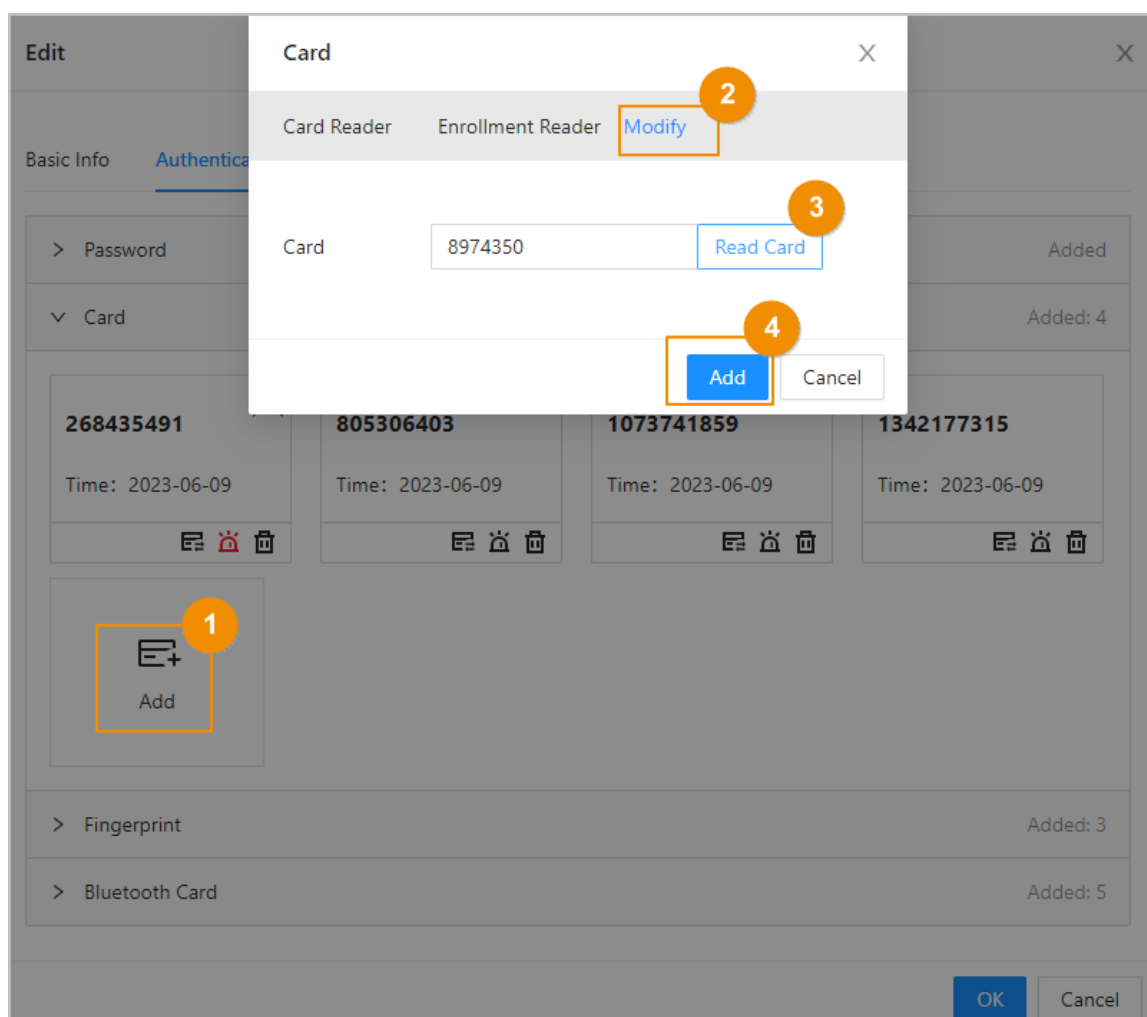 Edit
Card
X
X
2
Card Reader Enrollment Reader Modify
Basic Info Authentica
3
> Password Added
Card 8974350 Read Card
Card Added: 4
4
Add Cancel
268435491 805306403 1073741859 1342177315
Time: 2023-06-09 Time: 2023-06-09 Time: 2023-06-09 Time: 2023-06-09
1
Add
> Fingerprint Added: 3
> Bluetooth Card Added: 5
OK Cancel